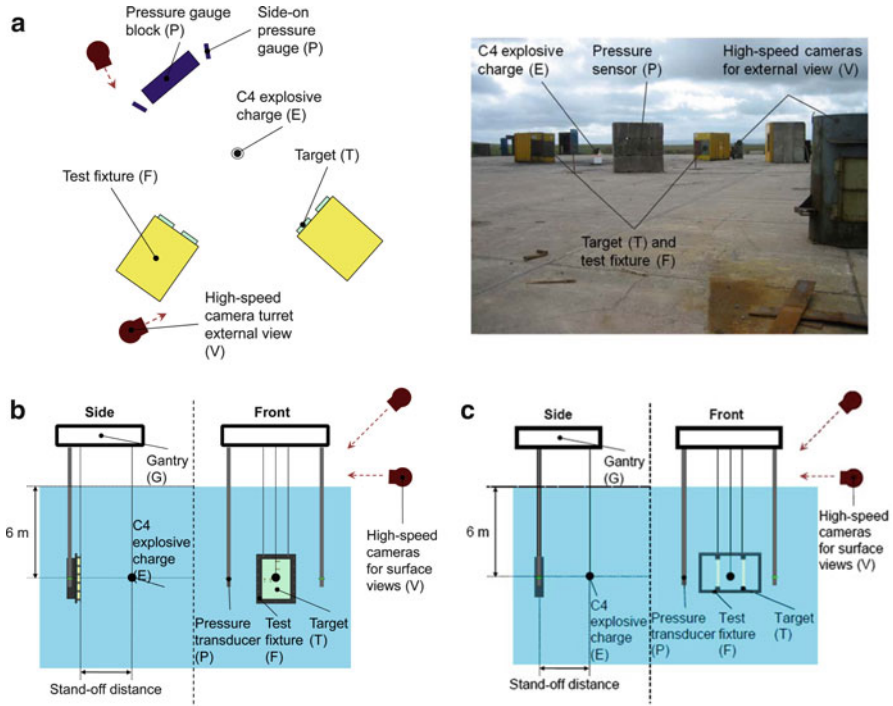 a
Pressure gauge
block (P)
Side-on
pressure
gauge (P)
C4 explosive
charge (E)
Target (T)
Test fixture (F)
High-speed
camera turret
external view
(V)
C4 explosive
charge (E)
Pressure
sensor (P)
High-speed cameras
for external view (V)
Target (T) and
test fixture (F)
b
Side
Front
Gantry
(G)
6 m
C4
explosive
charge
(E)
High-speed
cameras
for surface
views (V)
Pressure
transducer
(P)
Test
fixture
(F)
Target
(T)
Stand-off distance
c
Side
Front
Gantry
(G)
6 m
High-speed
cameras
for surface
views (V)
C4
explosive
charge
(E)
Pressure
transducer
(P)
Test
fixture
(F)
Target
(T)
Stand-off distance